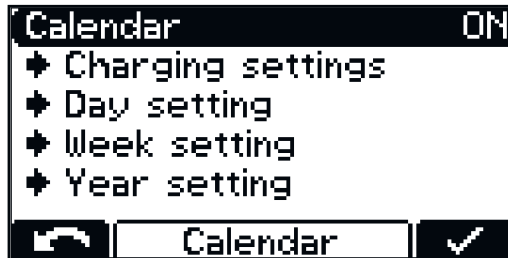 Calendar ON
Charging settings
Day setting
Week setting
Year setting
Calendar